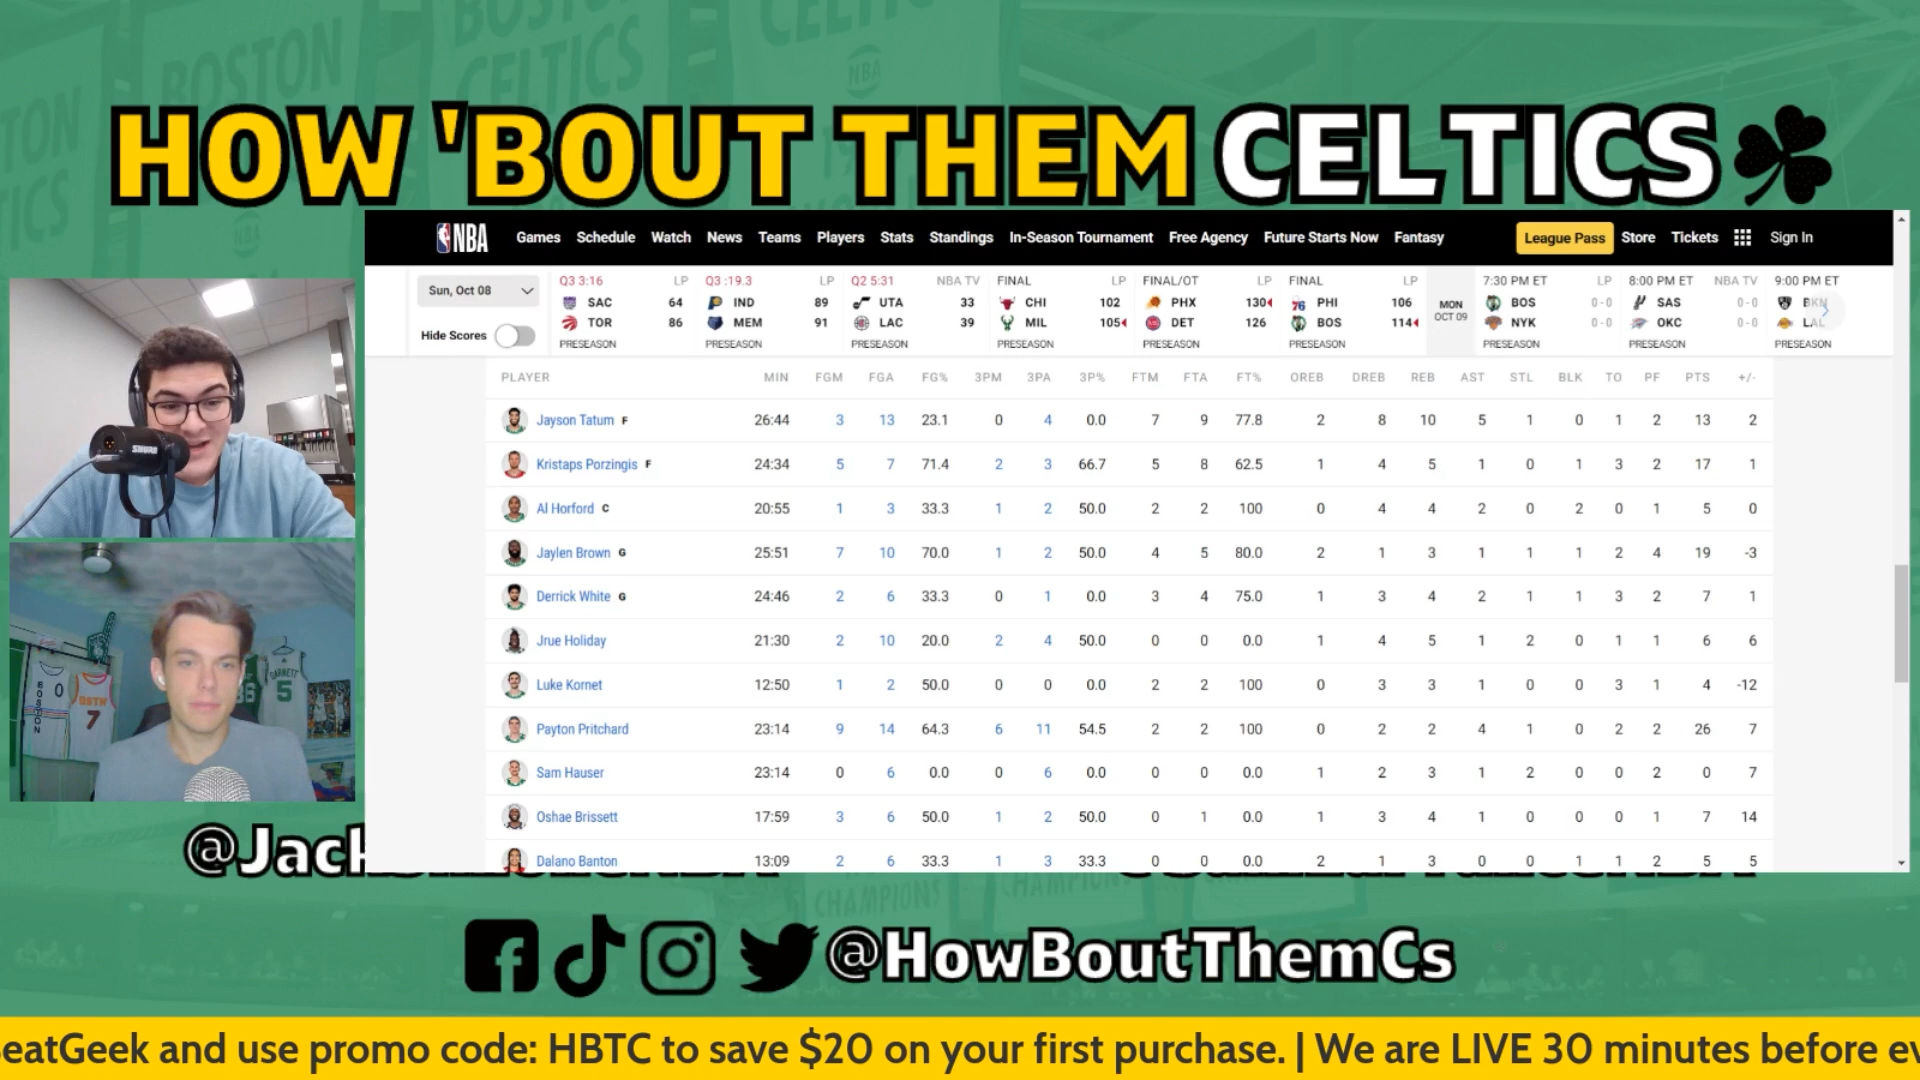 HOW 'BOUT THEM CELTICS
NBA Games Schedule Watch News Teams Players Stats Standings In-Season Tournament Free Agency Future Starts Now Fantasy League Pass Store Tickets Sign In
Sun, Oct 08
Hide Scores
Q3 3:16 LP
SAC 64
TOR 86
PRESEASON
Q3 :19.3 LP
IND 89
MEM 91
PRESEASON
Q2 5:31 NBA TV
UTA 33
LAC 39
PRESEASON
FINAL LP
CHI 102
MIL 105
PRESEASON
FINAL/OT LP
PHX 130
DET 126
PRESEASON
FINAL LP
PHI 106
BOS 114
PRESEASON
MON
OCT 09
7:30 PM ET LP
BOS 0-0
NYK 0-0
PRESEASON
8:00 PM ET NBA TV
SAS 0-0
OKC 0-0
PRESEASON
9:00 PM ET
BKN
LAL
PRESEASON
PLAYER MIN FGM FGA FG% 3PM 3PA 3P% FTM FTA FT% OREB DREB REB AST STL BLK TO PF PTS +/-
Jayson Tatum F 26:44 3 13 23.1 0 4 0.0 7 9 77.8 2 8 10 5 1 0 1 2 13 2
Kristaps Porzingis F 24:34 5 7 71.4 2 3 66.7 5 8 62.5 1 4 5 1 0 1 3 2 17 1
Al Horford C 20:55 1 3 33.3 1 2 50.0 2 2 100 0 4 4 2 0 2 0 1 5 0
Jaylen Brown G 25:51 7 10 70.0 1 2 50.0 4 5 80.0 2 1 3 1 1 1 2 4 19 -3
Derrick White G 24:46 2 6 33.3 0 1 0.0 3 4 75.0 1 3 4 2 1 1 3 2 7 1
Jrue Holiday 21:30 2 10 20.0 2 4 50.0 0 0 0.0 1 4 5 1 2 0 1 1 6 6
Luke Kornet 12:50 1 2 50.0 0 0 0.0 2 2 100 0 3 3 1 0 0 3 1 4 -12
Payton Pritchard 23:14 9 14 64.3 6 11 54.5 2 2 100 0 2 2 4 1 0 2 2 26 7
Sam Hauser 23:14 0 6 0.0 0 6 0.0 0 0 0.0 1 2 3 1 2 0 0 2 0 7
Oshae Brissett 17:59 3 6 50.0 1 2 50.0 0 1 0.0 1 3 4 1 0 0 0 1 7 14
Dalano Banton 13:09 2 6 33.3 1 3 33.3 0 0 0.0 2 1 3 0 0 1 1 2 5 5
SHURE
BOSTON
0
7
GARNETT
5
@Jack
CHAMPIONS
@HowBoutThemCs
eatGeek and use promo code: HBTC to save $20 on your first purchase. | We are LIVE 30 minutes before ev